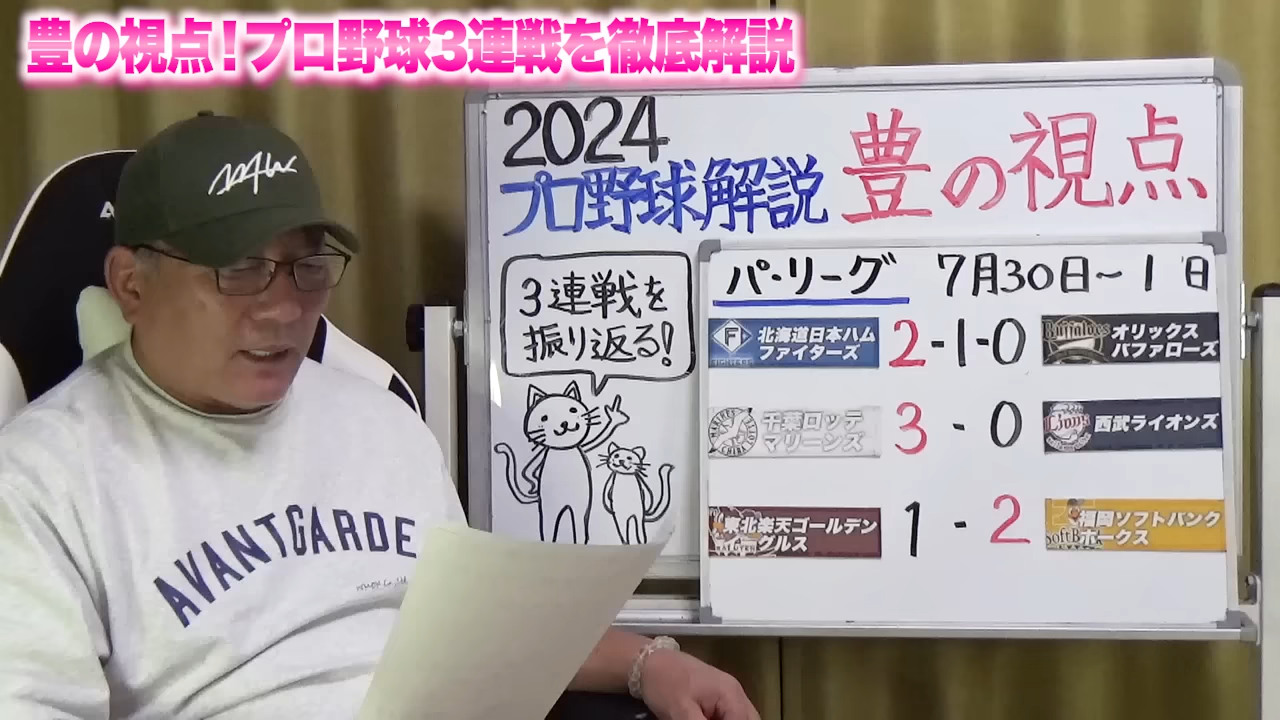 豊の視点！プロ野球3連戦を徹底解説
2024
プロ野球解説 豊の視点
3連戦を
振り返る!
パ・リーグ 7月30日~1日
北海道日本ハム
ファイターズ
2-1-0
オリックス
バファローズ
千葉ロッテ
マリーンズ
3-0
Lions
西武ライオンズ
東北楽天ゴールデン
イーグルス
1-2
福岡ソフトバンク
ホークス
AVANTGARDE